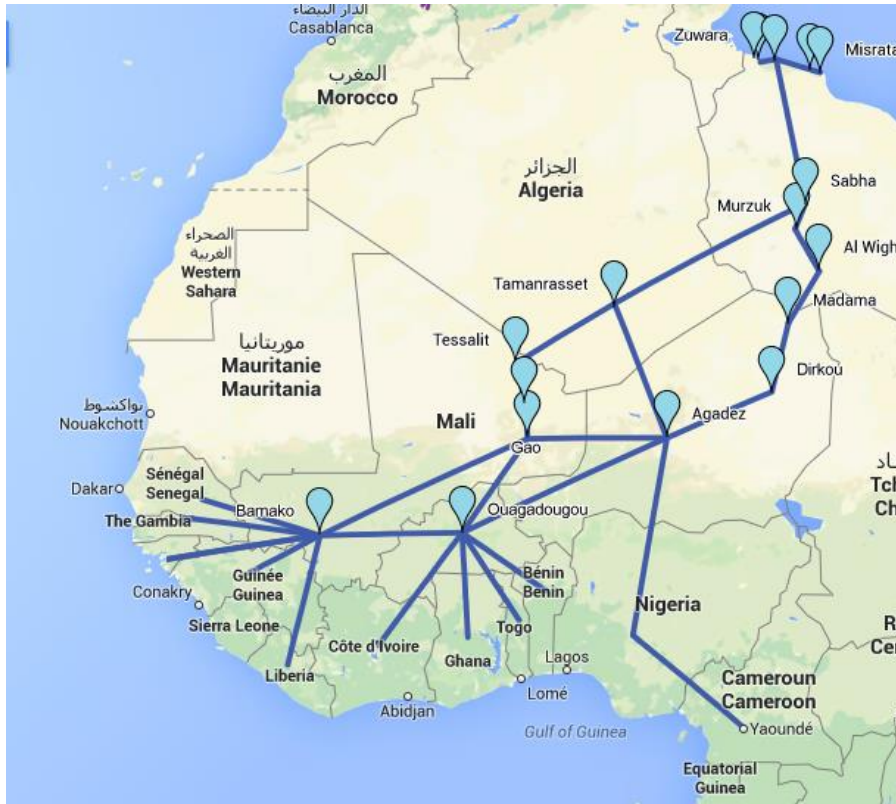 الدار البيضاء
Casablanca
Zuwara
Misrata
المغرب
Morocco
الجزائر
Algeria
Sabha
Murzuk
الصحراء
الغربية
Western
Sahara
Al Wigh
Tamanrasset
Madama
Tessalit
موريتانيا
Mauritanie
Mauritania
Dirkou
نواكشوط
Nouakchott
Mali
Agadez
Gao
Sénégal
Senegal
Dakar
Bamako
Ouagadougou
The Gambia
Guinée
Guinea
Bénin
Benin
Conakry
Nigeria
Sierra Leone
Côte d'Ivoire
Togo
Ghana
Lagos
Liberia
Lomé
Abidjan
Cameroun
Cameroon
Gulf of Guinea
Yaoundé
Equatorial
Guinea